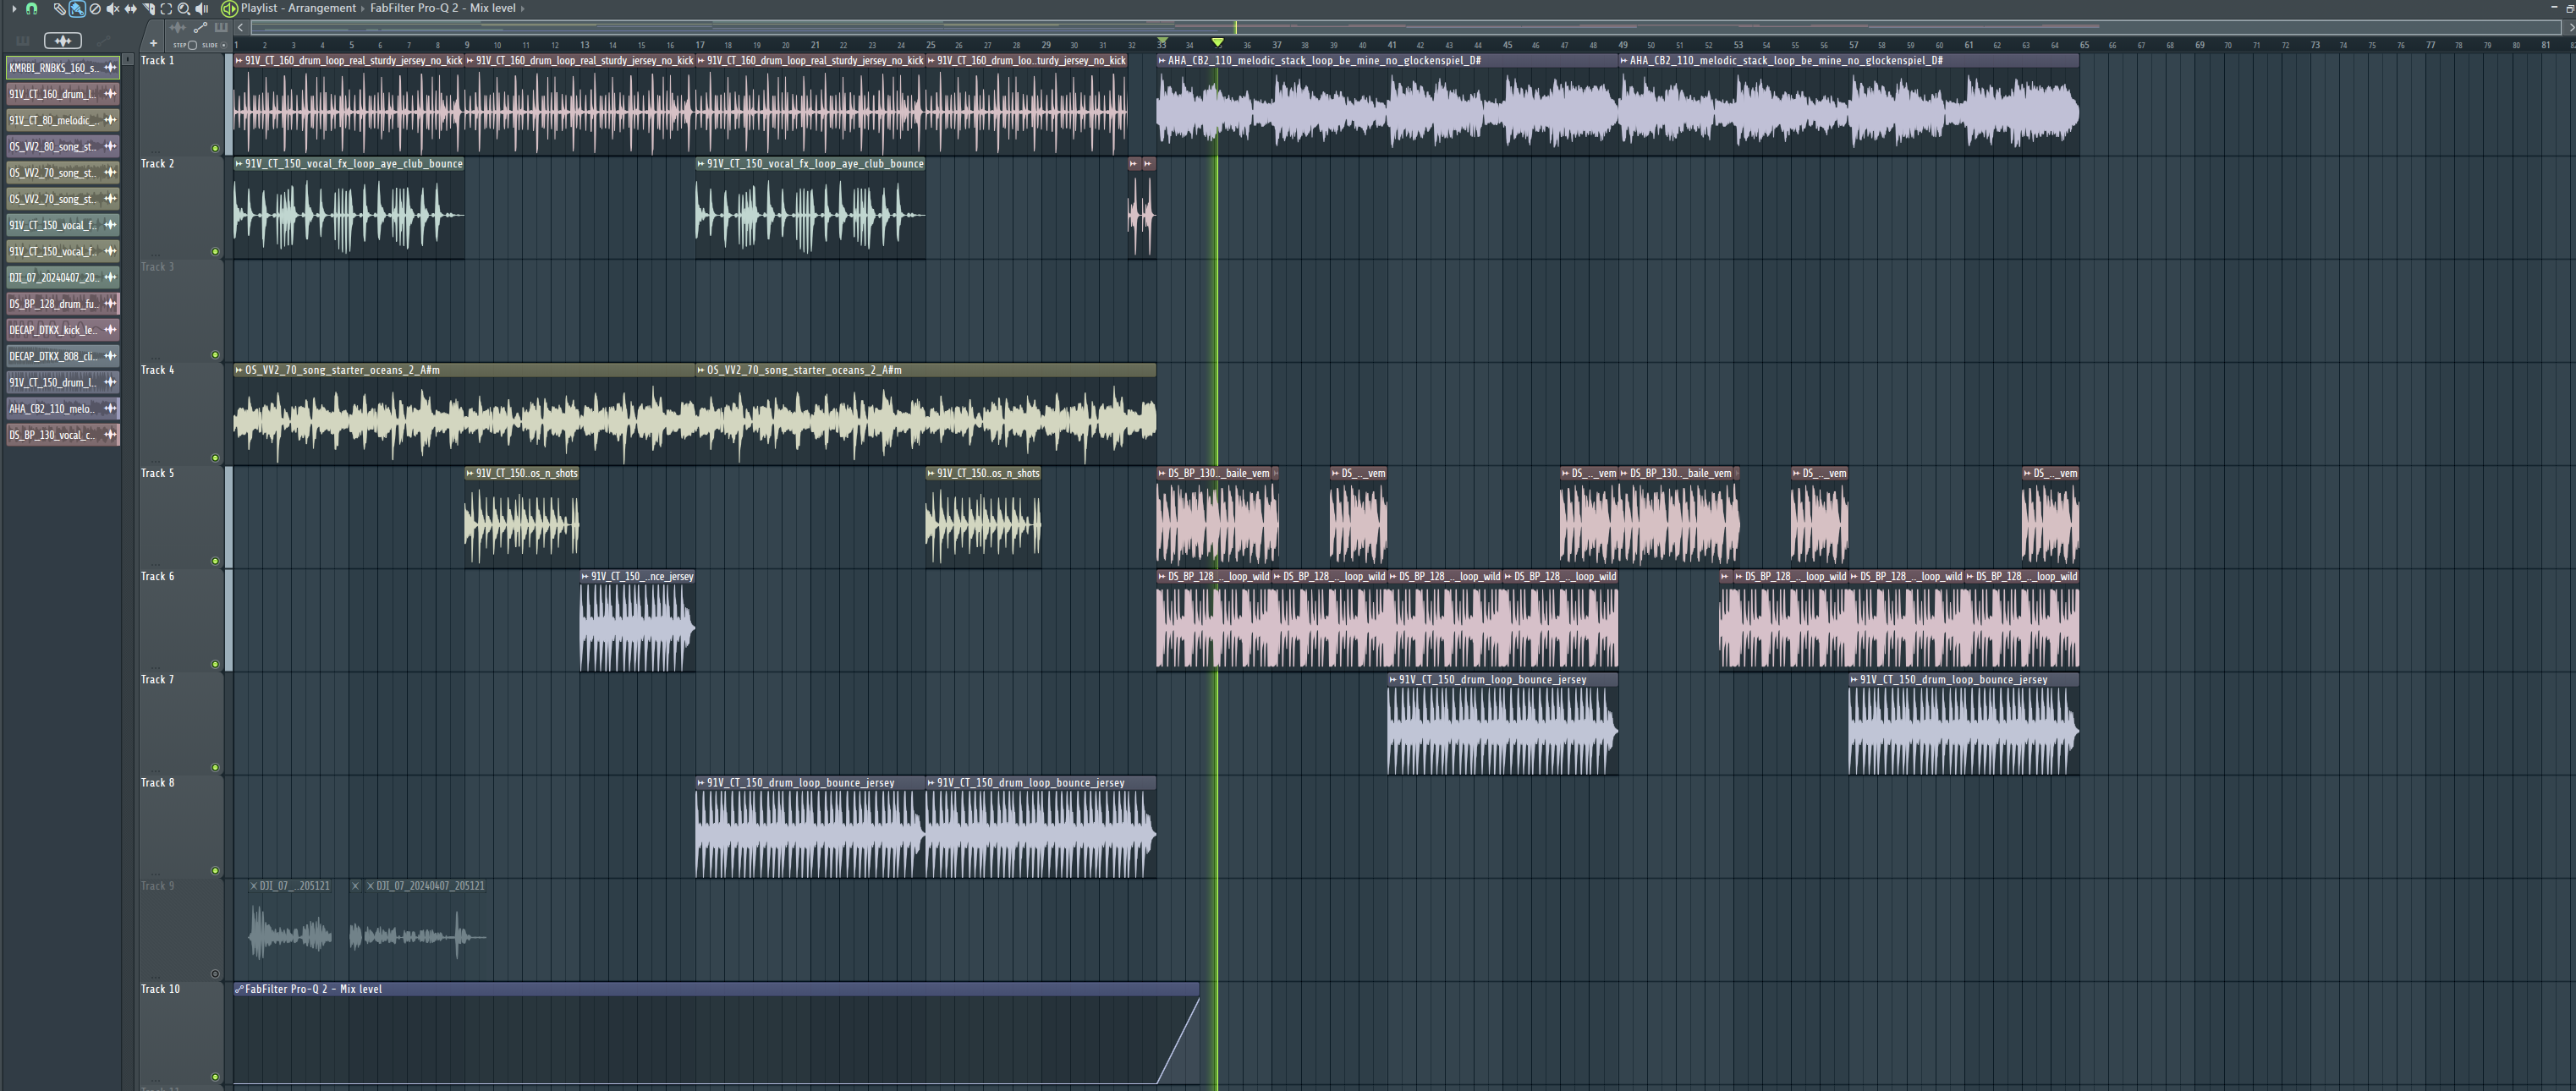 Playlist - Arrangement › FabFilter Pro-Q 2 - Mix level ›
STEP SLIDE
1 2 3 4 5 6 7 8 9 10 11 12 13 14 15 16 17 18 19 20 21 22 23 24 25 26 27 28 29 30 31 32 33 34 36 37 38 39 40 41 42 43 44 45 46 47 48 49 50 51 52 53 54 55 56 57 58 59 60 61 62 63 64 65 66 67 68 69 70 71 72 73 74 75 76 77 78 79 80 81
KMRBI_RNBKS_160_s..
91V_CT_160_drum_l..
91V_CT_80_melodic_..
OS_VV2_80_song_st..
OS_VV2_70_song_st..
OS_VV2_70_song_st..
91V_CT_150_vocal_f..
91V_CT_150_vocal_f..
DJI_07_20240407_20..
DS_BP_128_drum_fu..
DECAP_DTKX_kick_le..
DECAP_DTKX_808_cli..
91V_CT_150_drum_l..
AHA_CB2_110_melo..
DS_BP_130_vocal_c..
Track 1 91V_CT_160_drum_loop_real_sturdy_jersey_no_kick 91V_CT_160_drum_loop_real_sturdy_jersey_no_kick 91V_CT_160_drum_loop_real_sturdy_jersey_no_kick 91V_CT_160_drum_loo..turdy_jersey_no_kick AHA_CB2_110_melodic_stack_loop_be_mine_no_glockenspiel_D# AHA_CB2_110_melodic_stack_loop_be_mine_no_glockenspiel_D#
Track 2 91V_CT_150_vocal_fx_loop_aye_club_bounce 91V_CT_150_vocal_fx_loop_aye_club_bounce
Track 3
Track 4 OS_VV2_70_song_starter_oceans_2_A#m OS_VV2_70_song_starter_oceans_2_A#m
Track 5 91V_CT_150..os_n_shots 91V_CT_150..os_n_shots DS_BP_130.._baile_vem DS_.._vem DS_.._vem DS_BP_130.._baile_vem DS_.._vem DS_.._vem
Track 6 91V_CT_150_..nce_jersey DS_BP_128_.._loop_wild DS_BP_128_.._loop_wild DS_BP_128_.._loop_wild DS_BP_128_.._loop_wild DS_BP_128_.._loop_wild DS_BP_128_.._loop_wild DS_BP_128_.._loop_wild
Track 7 91V_CT_150_drum_loop_bounce_jersey 91V_CT_150_drum_loop_bounce_jersey
Track 8 91V_CT_150_drum_loop_bounce_jersey 91V_CT_150_drum_loop_bounce_jersey
Track 9 DJI_07_..205121 DJI_07_20240407_205121
Track 10 FabFilter Pro-Q 2 - Mix level